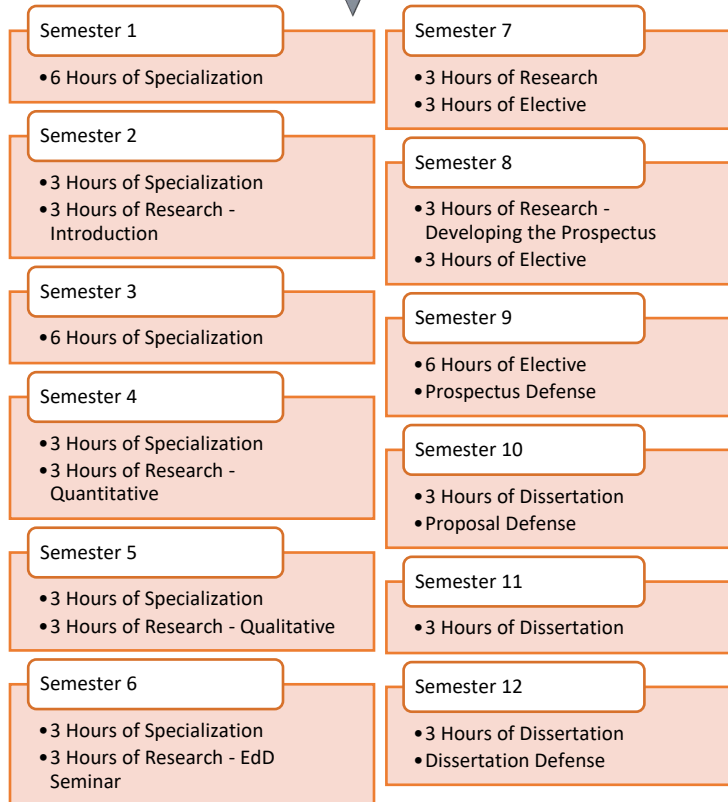 Semester 1
•6 Hours of Specialization
Semester 2
•3 Hours of Specialization
•3 Hours of Research -
Introduction
Semester 3
•6 Hours of Specialization
Semester 4
•3 Hours of Specialization
•3 Hours of Research -
Quantitative
Semester 5
•3 Hours of Specialization
•3 Hours of Research - Qualitative
Semester 6
•3 Hours of Specialization
•3 Hours of Research - EdD
Seminar
Semester 7
•3 Hours of Research
•3 Hours of Elective
Semester 8
•3 Hours of Research -
Developing the Prospectus
•3 Hours of Elective
Semester 9
•6 Hours of Elective
•Prospectus Defense
Semester 10
•3 Hours of Dissertation
•Proposal Defense
Semester 11
•3 Hours of Dissertation
Semester 12
•3 Hours of Dissertation
•Dissertation Defense